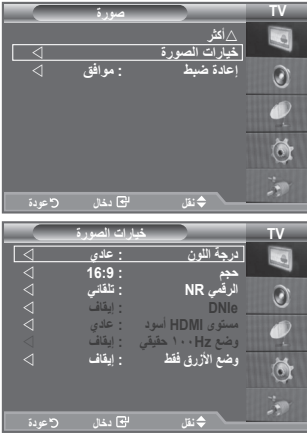 TV
صورة
△أكثر
خيارات الصورة
إعادة ضبط : موافق
نقل دخال عودة
TV
خيارات الصورة
درجة اللون : عادي
حجم : 16:9
الرقمي NR : تلقائي
DNIe : إيقاف
مستوى HDMI أسود : عادي
وضع ١٠٠Hz حقيقي : إيقاف
وضع الأزرق فقط : إيقاف
نقل دخال عودة